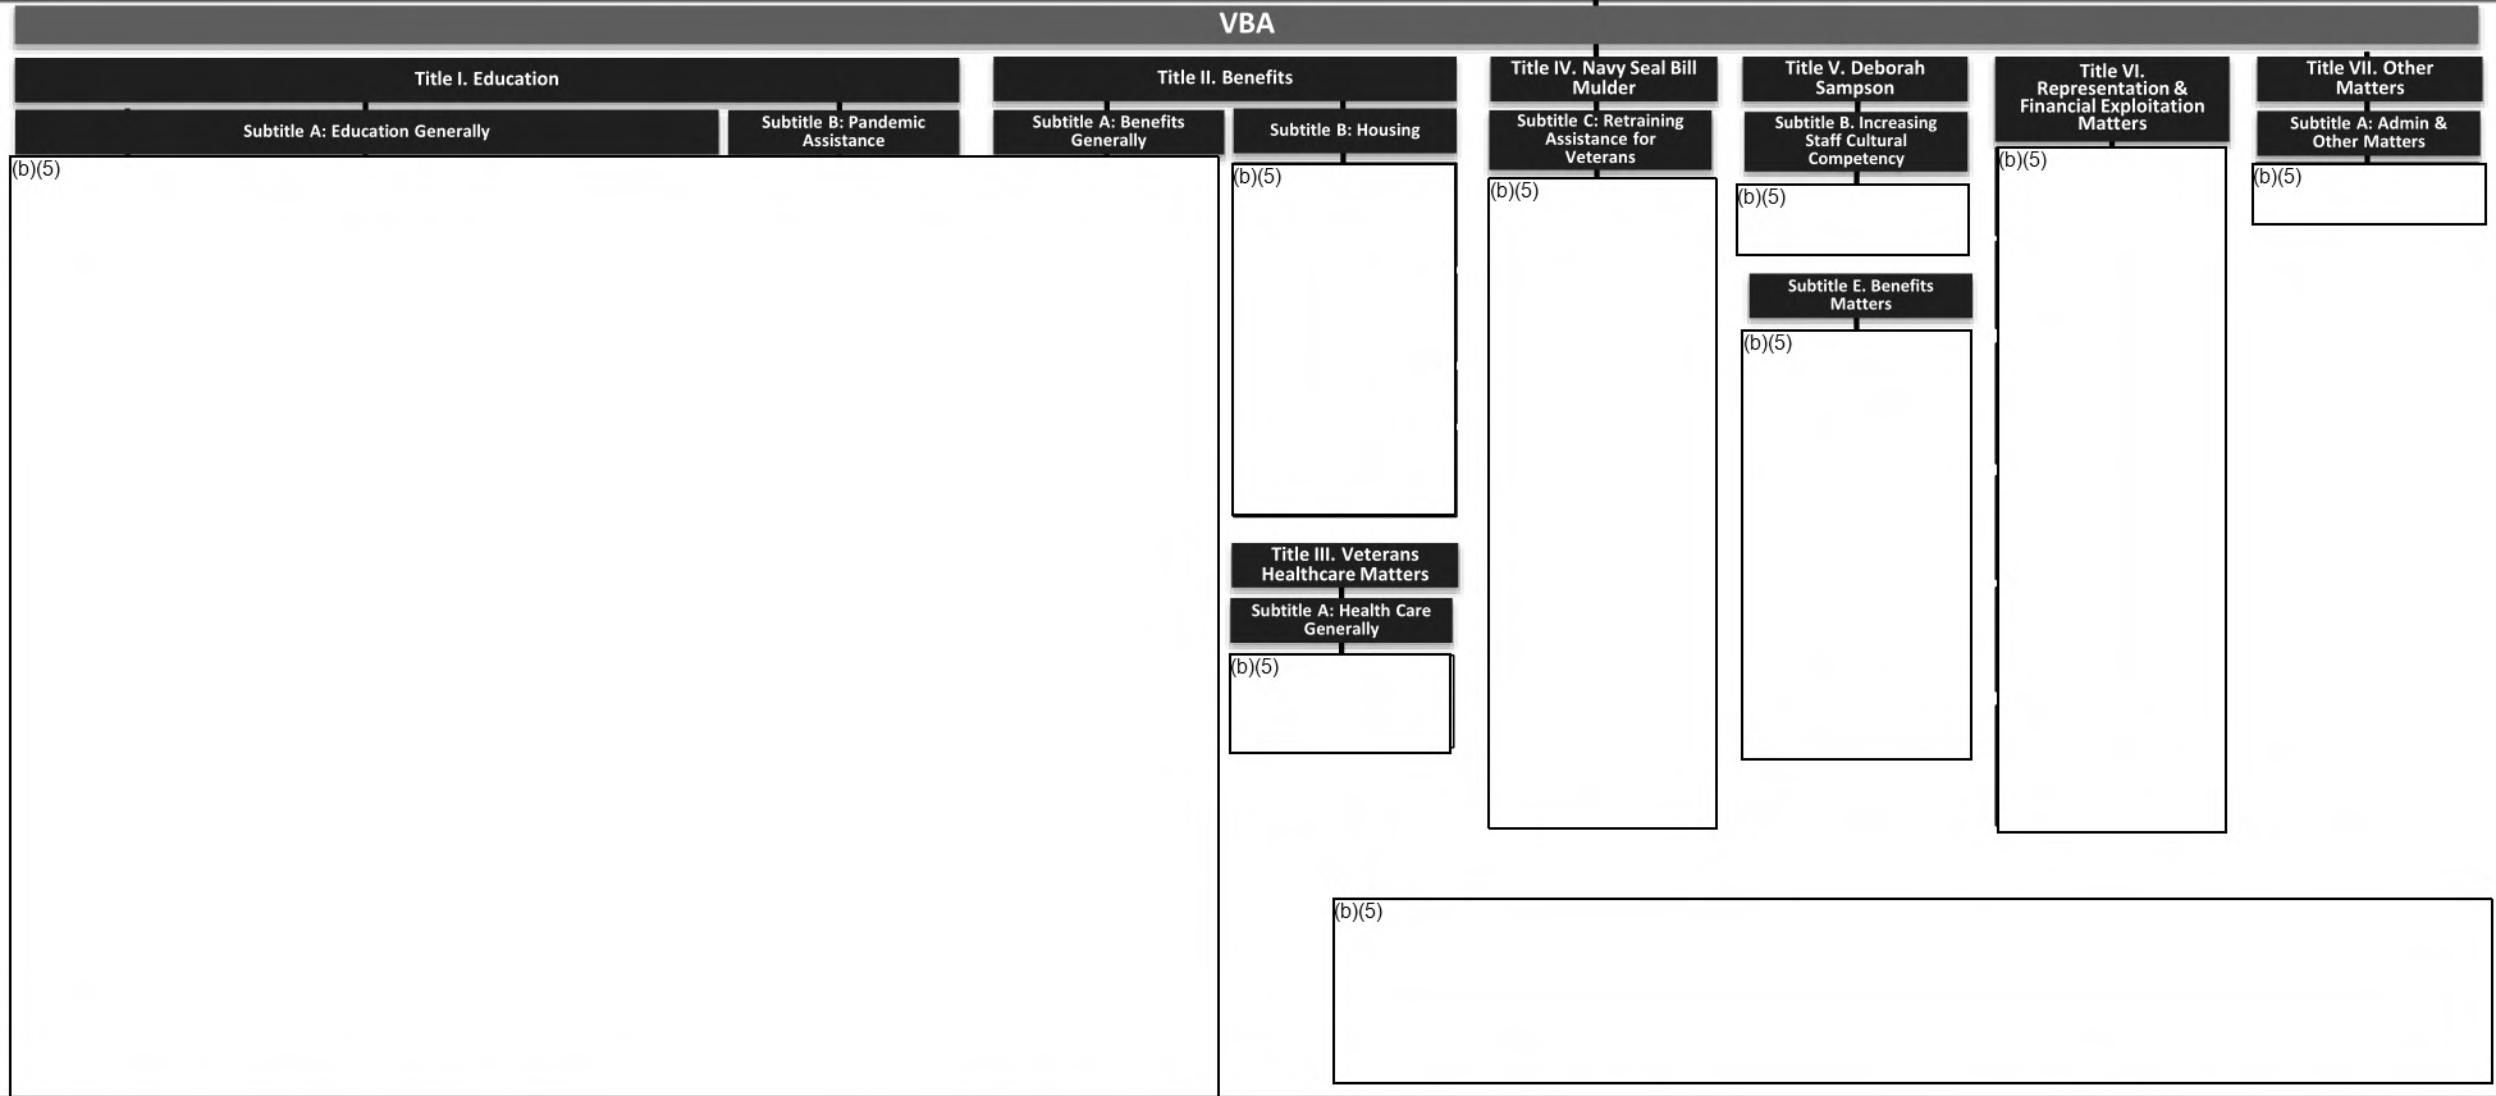 VBA
Title I. Education
Subtitle A: Education Generally
Subtitle B: Pandemic
Assistance
(b)(5)
Title II. Benefits
Subtitle A: Benefits
Generally
Subtitle B: Housing
(b)(5)
Title III. Veterans
Healthcare Matters
Subtitle A: Health Care
Generally
(b)(5)
Title IV. Navy Seal Bill
Mulder
Subtitle C: Retraining
Assistance for
Veterans
(b)(5)
Title V. Deborah
Sampson
Subtitle B. Increasing
Staff Cultural
Competency
(b)(5)
Subtitle E. Benefits
Matters
(b)(5)
Title VI.
Representation &
Financial Exploitation
Matters
(b)(5)
Title VII. Other
Matters
Subtitle A: Admin &
Other Matters
(b)(5)
(b)(5)